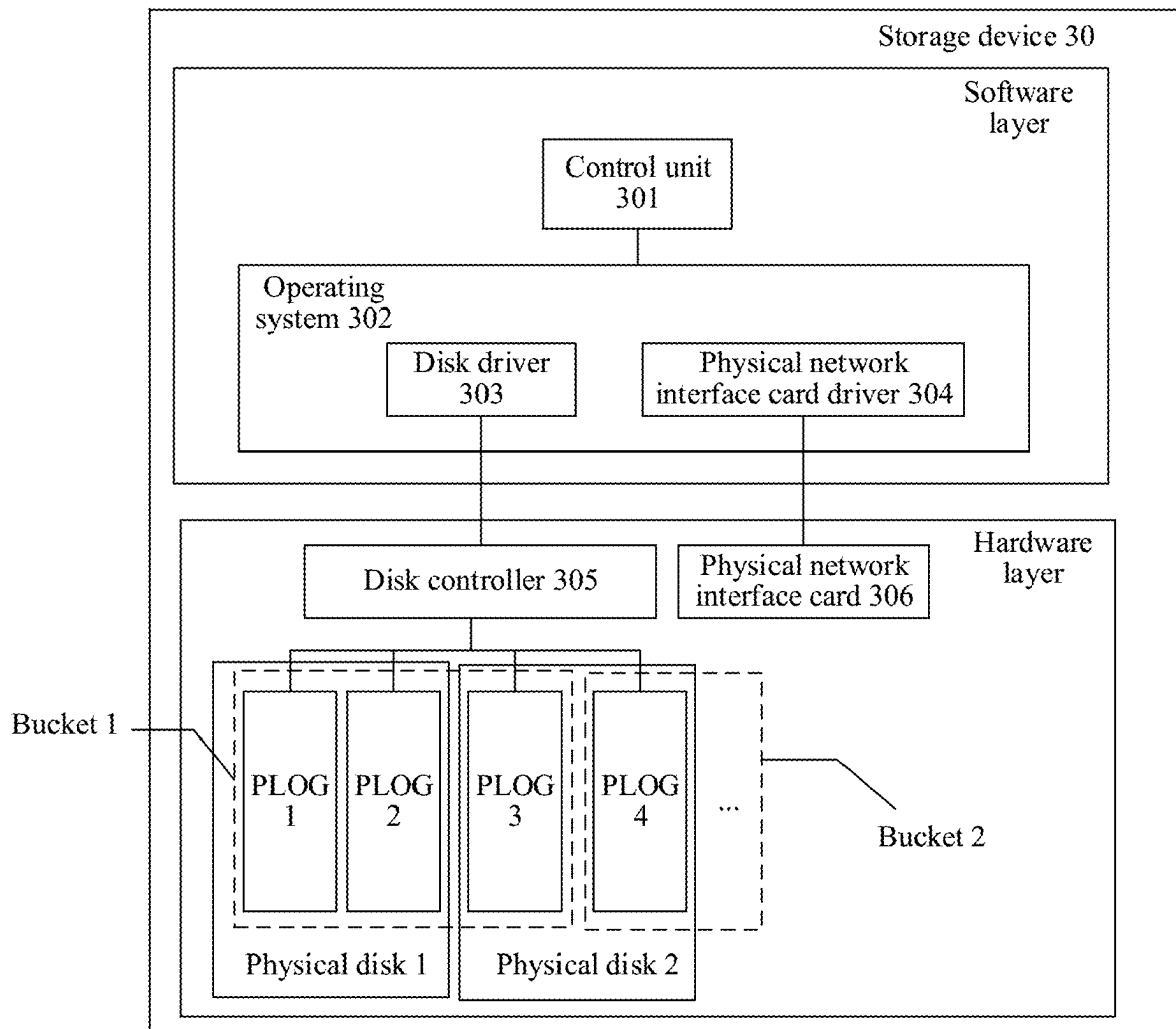 Storage device 30
Software
layer
Control unit
301
Operating
system 302
Disk driver
303
Physical network
interface card driver 304
Hardware
layer
Disk controller 305
Physical network
interface card 306
Bucket 1
PLOG
1
PLOG
2
PLOG
3
PLOG
4
...
Bucket 2
Physical disk 1
Physical disk 2